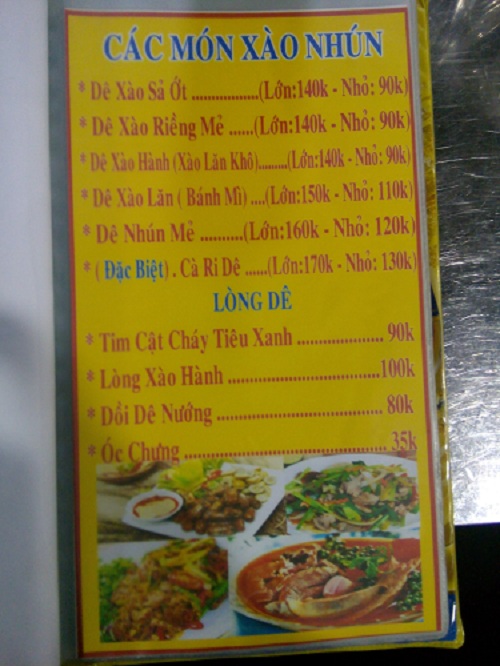 CÁC MÓN XÀO NHÚN
* Dê Xào Sả Ớt ..................(Lớn:140k - Nhỏ: 90k)
* Dê Xào Riềng Mẻ ......(Lớn:140k - Nhỏ: 90k)
* Dê Xào Hành (Xào Lăn Khô).........(Lớn:140k - Nhỏ: 90k)
* Dê Xào Lăn ( Bánh Mì) ....(Lớn:150k - Nhỏ: 110k)
* Dê Nhún Mẻ ..........(Lớn:160k - Nhỏ: 120k)
* ( Đặc Biệt) . Cà Ri Dê ......(Lớn:170k - Nhỏ: 130k)
LÒNG DÊ
* Tim Cật Cháy Tiêu Xanh ..................... 90k
* Lòng Xào Hành .....................................100k
* Dồi Dê Nướng ........................................ 80k
* Óc Chưng ................................................ 35k